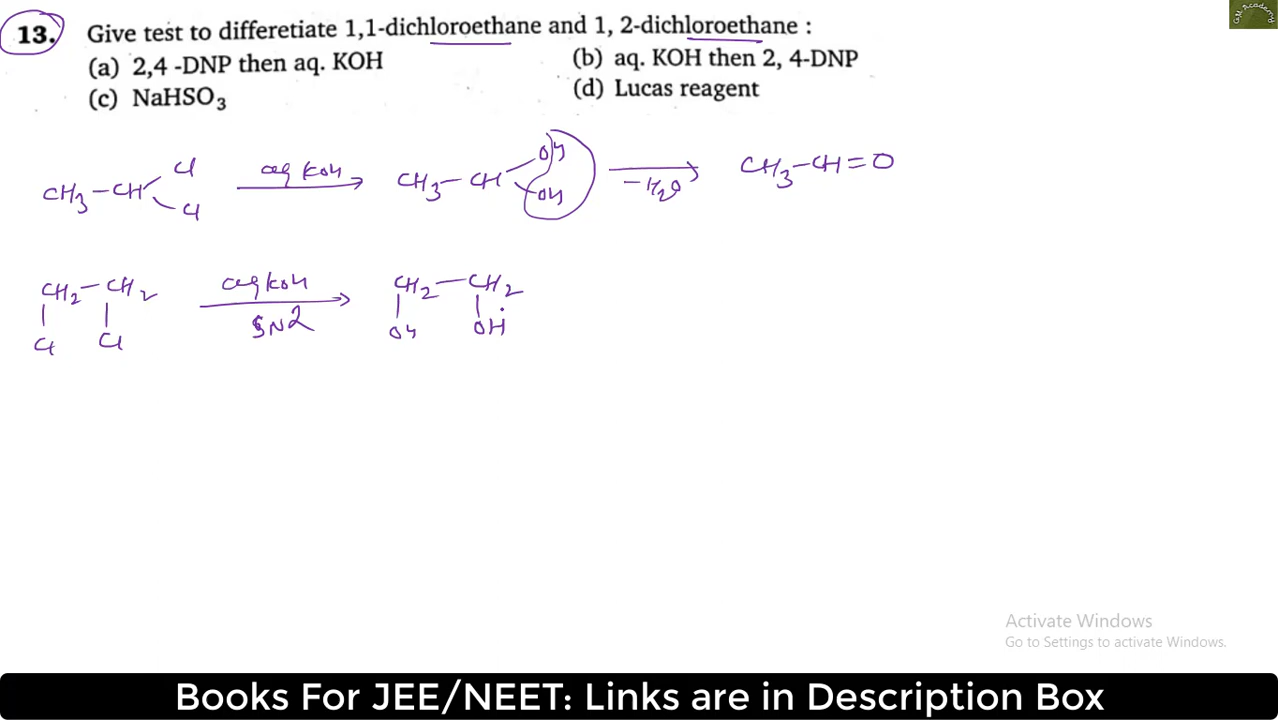 GM Academy
13. Give test to differetiate 1,1-dichloroethane and 1, 2-dichloroethane :
(a) 2,4 -DNP then aq. KOH (b) aq. KOH then 2, 4-DNP
(c) NaHSO3 (d) Lucas reagent
Cl OH
CH3-CH aq KOH CH3-CH CH3-CH=O
Cl OH -H2O
CH2-CH2 aq KOH CH2-CH2
Cl Cl SN2 OH OH
Activate Windows
Go to Settings to activate Windows.
Books For JEE/NEET: Links are in Description Box